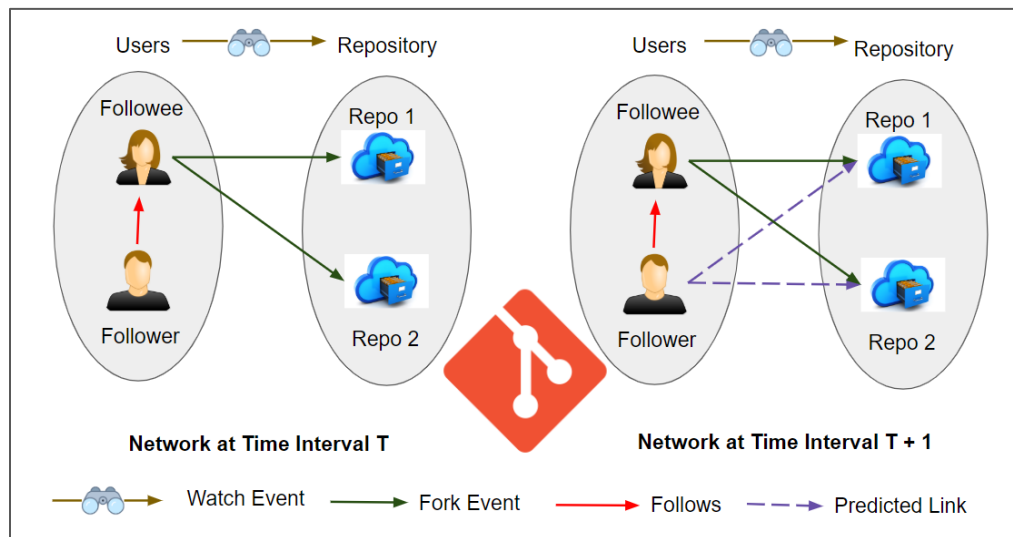 Users Repository
Followee
Repo 1
Follower
Repo 2
Network at Time Interval T
Users Repository
Followee
Repo 1
Follower
Repo 2
Network at Time Interval T + 1
Watch Event Fork Event Follows Predicted Link